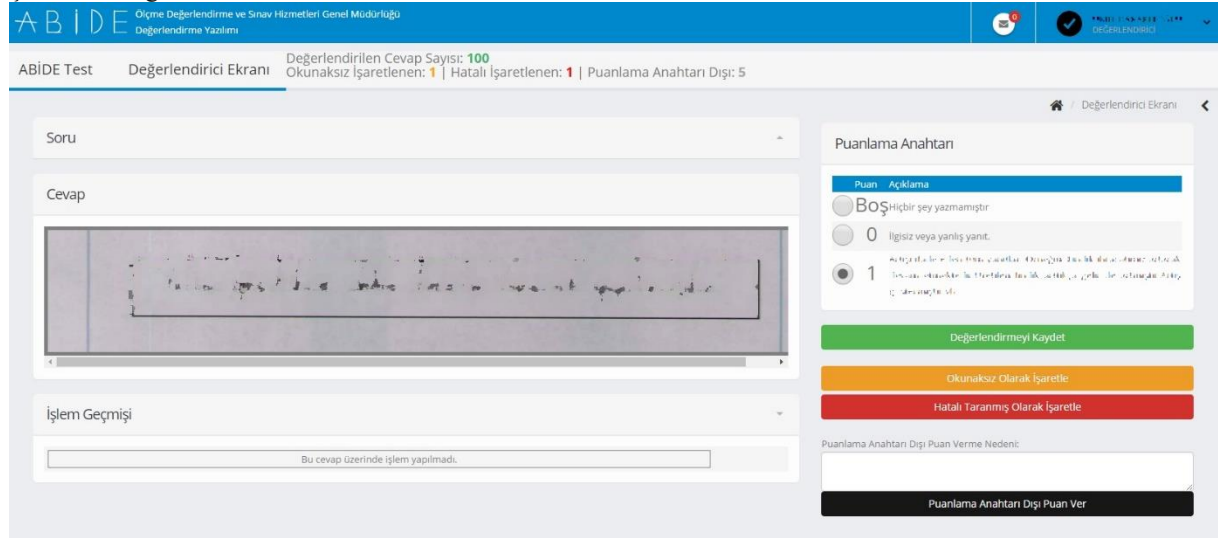 ABİDE Ölçme Değerlendirme ve Sınav Hizmetleri Genel Müdürlüğü
Değerlendirme Yazılımı
0
DEĞERLENDİRİCİ
ABİDE Test
Değerlendirici Ekranı
Değerlendirilen Cevap Sayısı: 100
Okunaksız İşaretlenen: 1 | Hatalı İşaretlenen: 1 | Puanlama Anahtarı Dışı: 5
/ Değerlendirici Ekranı
Soru
Cevap
İşlem Geçmişi
Bu cevap üzerinde işlem yapılmadı.
Puanlama Anahtarı
Puan Açıklama
Boş Hiçbir şey yazmamıştır
0 İlgisiz veya yanlış yanıt.
1
Değerlendirmeyi Kaydet
Okunaksız Olarak İşaretle
Hatalı Taranmış Olarak İşaretle
Puanlama Anahtarı Dışı Puan Verme Nedeni:
Puanlama Anahtarı Dışı Puan Ver